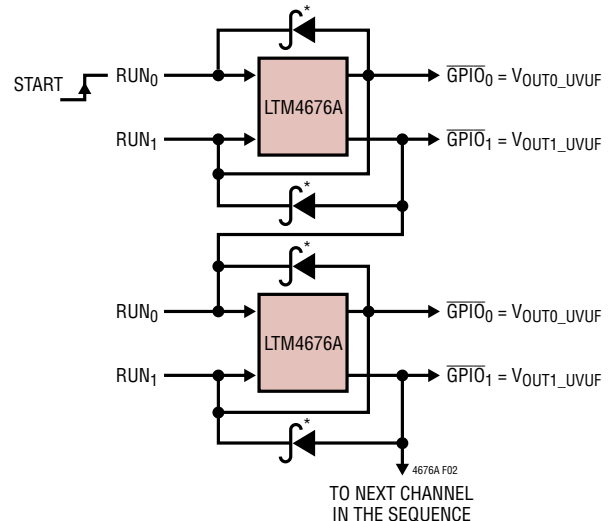 *
START
RUN0
LTM4676A
GPIO0 = VOUT0_UVUF
RUN1
GPIO1 = VOUT1_UVUF
*
*
RUN0
LTM4676A
GPIO0 = VOUT0_UVUF
RUN1
GPIO1 = VOUT1_UVUF
*
4676A F02
TO NEXT CHANNEL
IN THE SEQUENCE